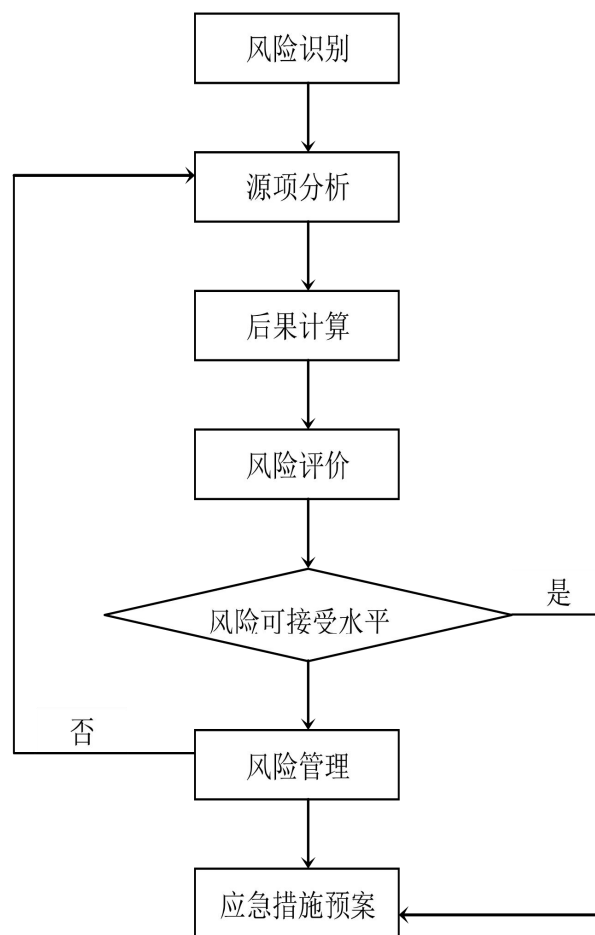 风险识别
源项分析
后果计算
风险评价
风险可接受水平
是
否
风险管理
应急措施预案